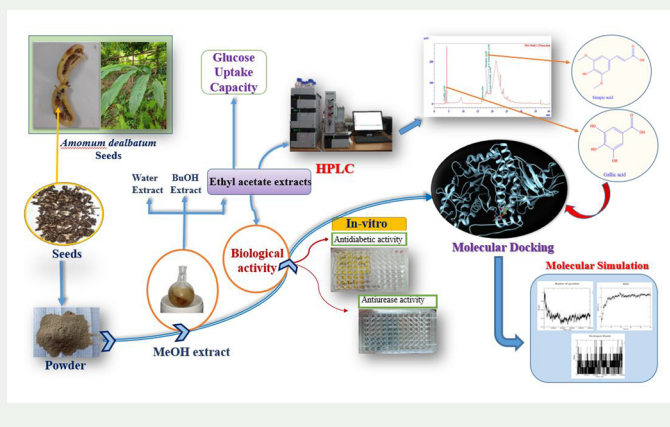 Glucose
Uptake
Capacity
Amomum dealbatum
Seeds
HPLC
Sinapic acid
Gallic acid
Water
Extract
BuOH
Extract
Ethyl acetate extracts
Seeds
Biological
activity
In-vitro
Antidiabetic activity
Antiurease activity
Molecular Docking
Molecular Simulation
MeOH extract
Powder